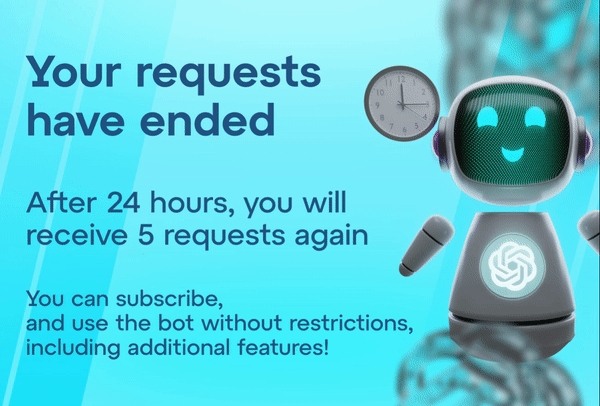 Your requests
have ended
After 24 hours, you will
receive 5 requests again
You can subscribe,
and use the bot without restrictions,
including additional features!